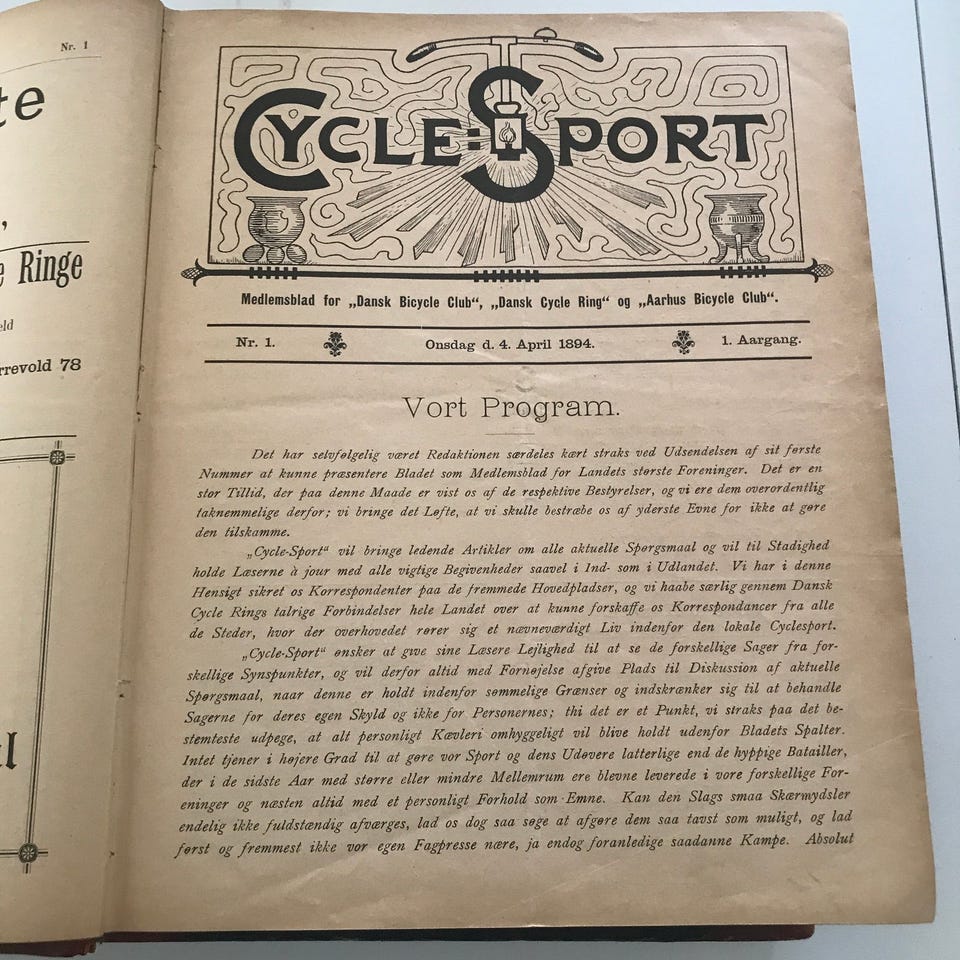 Nr. 1
te
,
e Ringe
eld
rrevold 78
l
CYCLE=SPORT
Medlemsblad for „Dansk Bicycle Club“, „Dansk Cycle Ring“ og „Aarhus Bicycle Club“.
Nr. 1. Onsdag d. 4. April 1894. 1. Aargang.
Vort Program.
Det har selvfølgelig været Redaktionen særdeles kært straks ved Udsendelsen af sit første
Nummer at kunne præsentere Bladet som Medlemsblad for Landets største Foreninger. Det er en
stor Tillid, der paa denne Maade er vist os af de respektive Bestyrelser, og vi ere dem overordentlig
taknemmelige derfor; vi bringe det Løfte, at vi skulle bestræbe os af yderste Evne for ikke at gøre
den tilskamme.
„Cycle-Sport“ vil bringe ledende Artikler om alle aktuelle Spørgsmaal og vil til Stadighed
holde Læserne à jour med alle vigtige Begivenheder saavel i Ind- som i Udlandet. Vi har i denne
Hensigt sikret os Korrespondenter paa de fremmede Hovedpladser, og vi haabe særlig gennem Dansk
Cycle Rings talrige Forbindelser hele Landet over at kunne forskaffe os Korrespondancer fra alle
de Steder, hvor der overhovedet rører sig et nævneværdigt Liv indenfor den lokale Cyclesport.
„Cycle-Sport“ ønsker at give sine Læsere Lejlighed til at se de forskellige Sager fra for-
skellige Synspunkter, og vil derfor altid med Fornøjelse afgive Plads til Diskussion af aktuelle
Spørgsmaal, naar denne er holdt indenfor sømmelige Grænser og indskrænker sig til at behandle
Sagerne for deres egen Skyld og ikke for Personernes; thi det er et Punkt, vi straks paa det be-
stemteste udpege, at alt personligt Kævleri omhyggeligt vil blive holdt udenfor Bladets Spalter.
Intet tjener i højere Grad til at gøre vor Sport og dens Udøvere latterlige end de hyppige Batailler,
der i de sidste Aar med større eller mindre Mellemrum ere blevne leverede i vore forskellige For-
eninger og næsten altid med et personligt Forhold som Emne. Kan den Slags smaa Skærmydsler
endelig ikke fuldstændig afværges, lad os dog saa søge at afgøre dem saa tavst som muligt, og lad
først og fremmest ikke vor egen Fagpresse nære, ja endog foranledige saadanne Kampe. Absolut